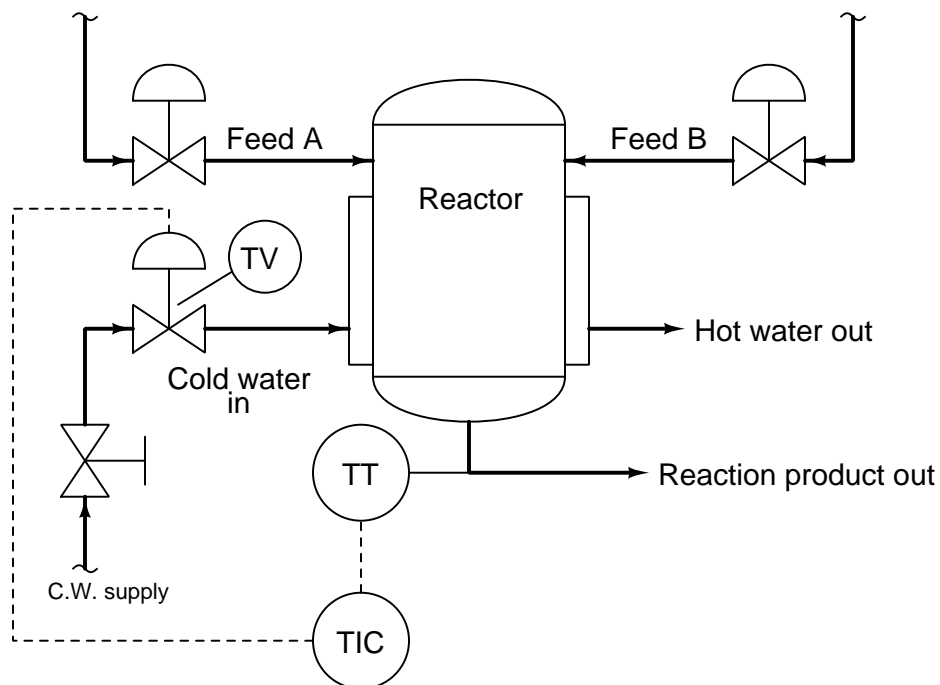 Feed A
Feed B
Reactor
TV
Hot water out
Cold water
in
TT
Reaction product out
C.W. supply
TIC